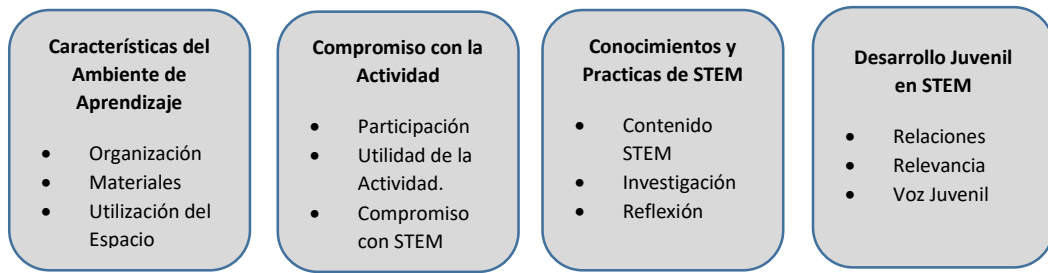 Características del
Ambiente de
Aprendizaje
• Organización
• Materiales
• Utilización del
Espacio
Compromiso con la
Actividad
• Participación
• Utilidad de la
Actividad.
• Compromiso
con STEM
Conocimientos y
Practicas de STEM
• Contenido
STEM
• Investigación
• Reflexión
Desarrollo Juvenil
en STEM
• Relaciones
• Relevancia
• Voz Juvenil